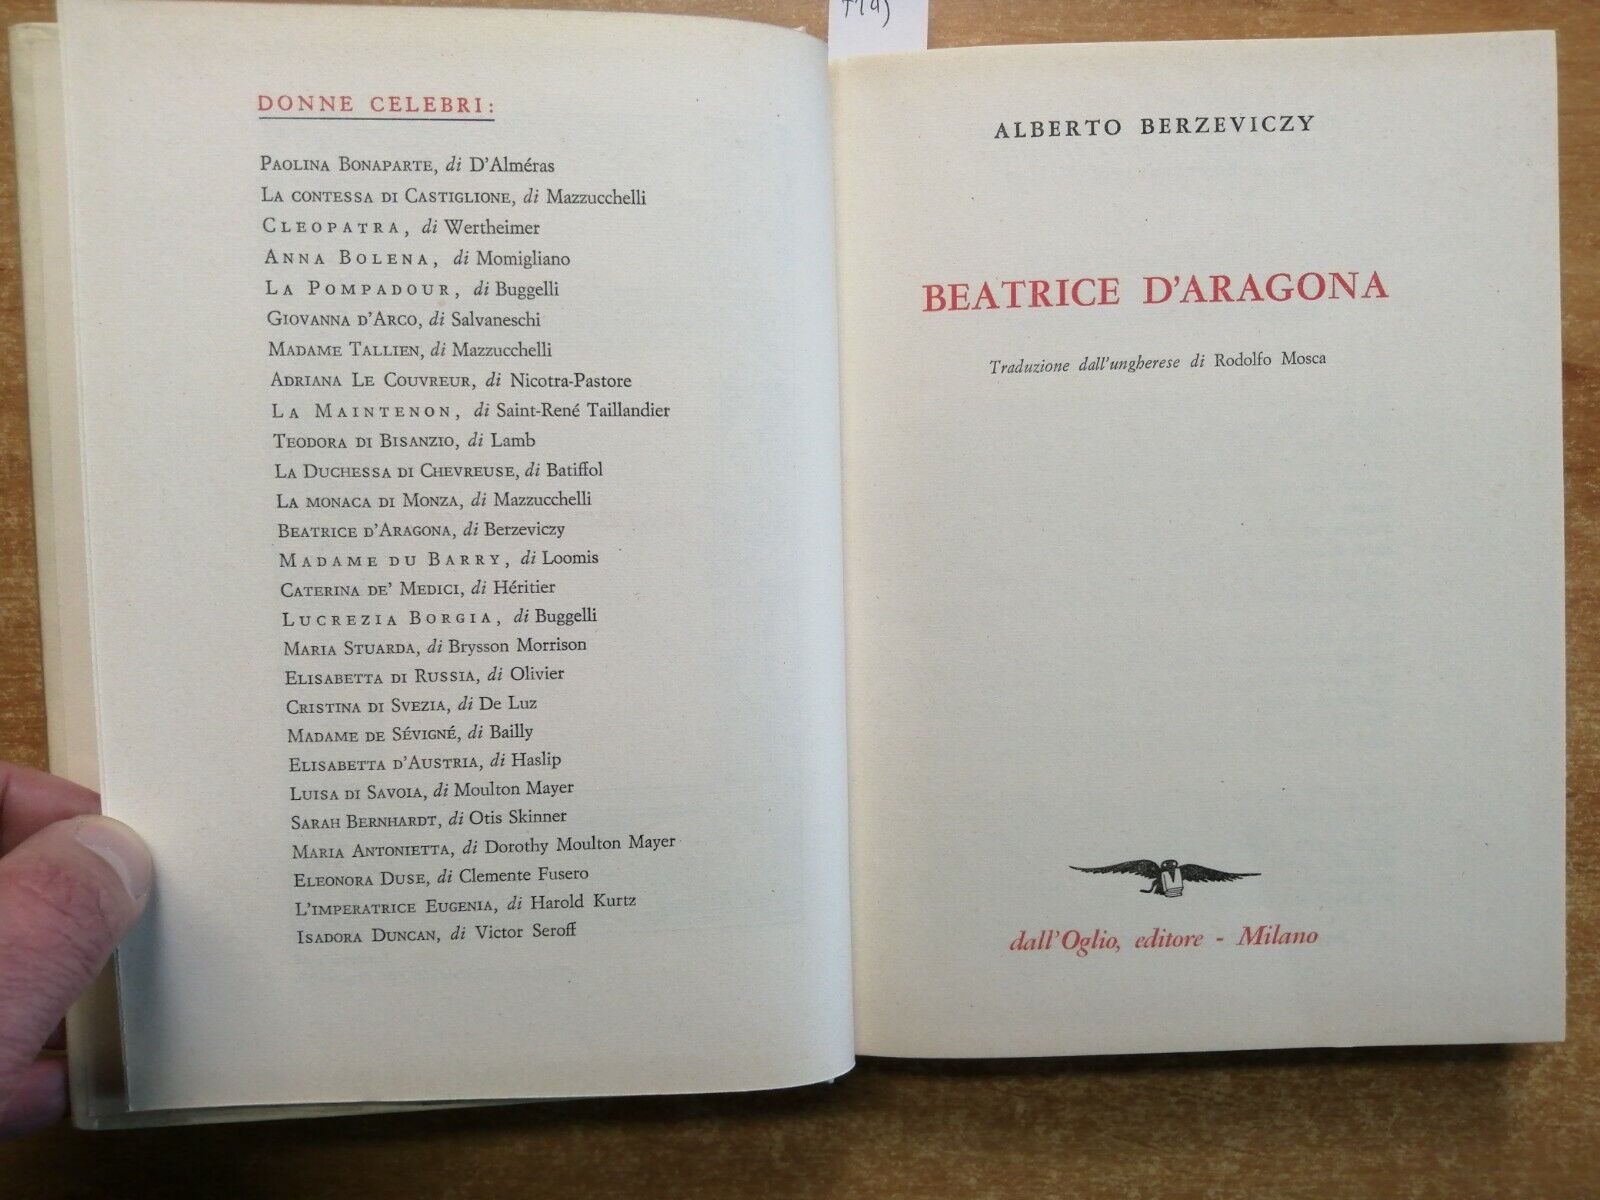 DONNE CELEBRI:
PAOLINA BONAPARTE, di D'Alméras
LA CONTESSA DI CASTIGLIONE, di Mazzucchelli
CLEOPATRA, di Wertheimer
ANNA BOLENA, di Momigliano
LA POMPADOUR, di Buggelli
GIOVANNA D'ARCO, di Salvaneschi
MADAME TALLIEN, di Mazzucchelli
ADRIANA LE COUVREUR, di Nicotra-Pastore
LA MAINTENON, di Saint-René Taillandier
TEODORA DI BISANZIO, di Lamb
LA DUCHESSA DI CHEVREUSE, di Batiffol
LA MONACA DI MONZA, di Mazzucchelli
BEATRICE D'ARAGONA, di Berzeviczy
MADAME DU BARRY, di Loomis
CATERINA DE' MEDICI, di Héritier
LUCREZIA BORGIA, di Buggelli
MARIA STUARDA, di Brysson Morrison
ELISABETTA DI RUSSIA, di Olivier
CRISTINA DI SVEZIA, di De Luz
MADAME DE SÉVIGNÉ, di Bailly
ELISABETTA D'AUSTRIA, di Haslip
LUISA DI SAVOIA, di Moulton Mayer
SARAH BERNHARDT, di Otis Skinner
MARIA ANTONIETTA, di Dorothy Moulton Mayer
ELEONORA DUSE, di Clemente Fusero
L'IMPERATRICE EUGENIA, di Harold Kurtz
ISADORA DUNCAN, di Victor Seroff
ALBERTO BERZEVICZY
BEATRICE D'ARAGONA
Traduzione dall'ungherese di Rodolfo Mosca
dall'Oglio, editore - Milano